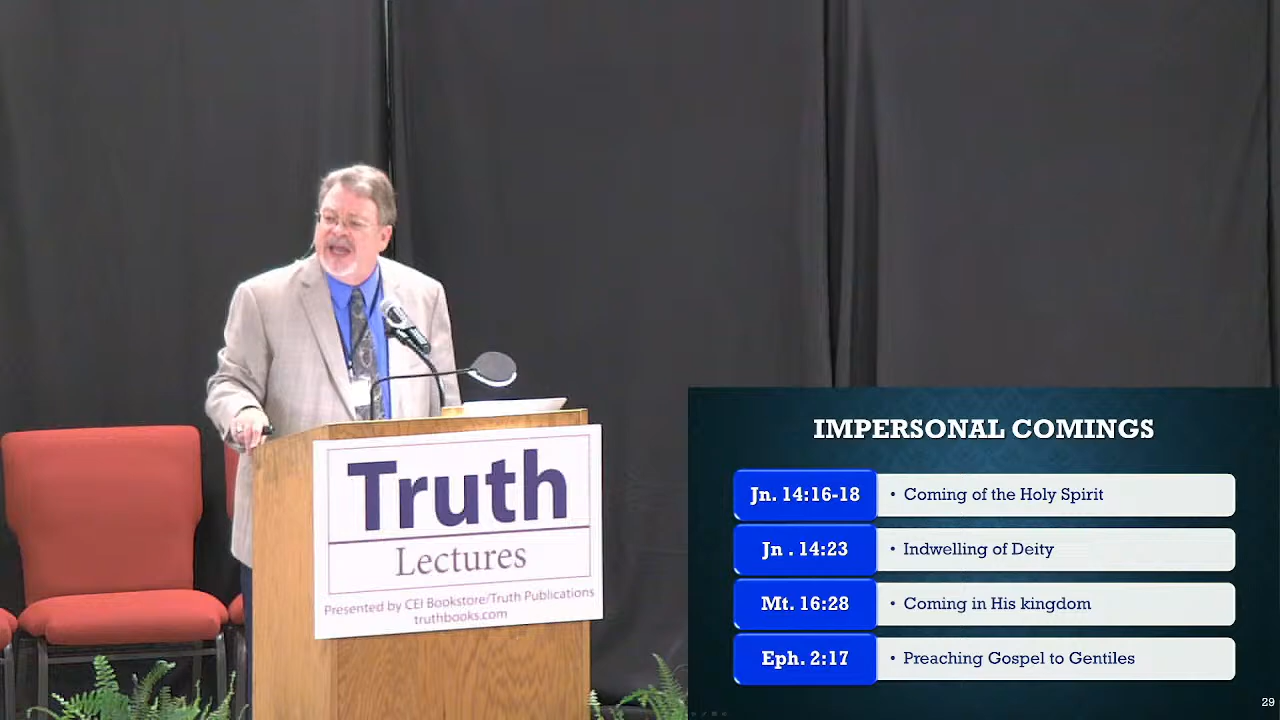 Truth
Lectures
Presented by CEI Bookstore/Truth Publications
truthbooks.com
IMPERSONAL COMINGS
Jn. 14:16-18 • Coming of the Holy Spirit
Jn . 14:23 • Indwelling of Deity
Mt. 16:28 • Coming in His kingdom
Eph. 2:17 • Preaching Gospel to Gentiles
29